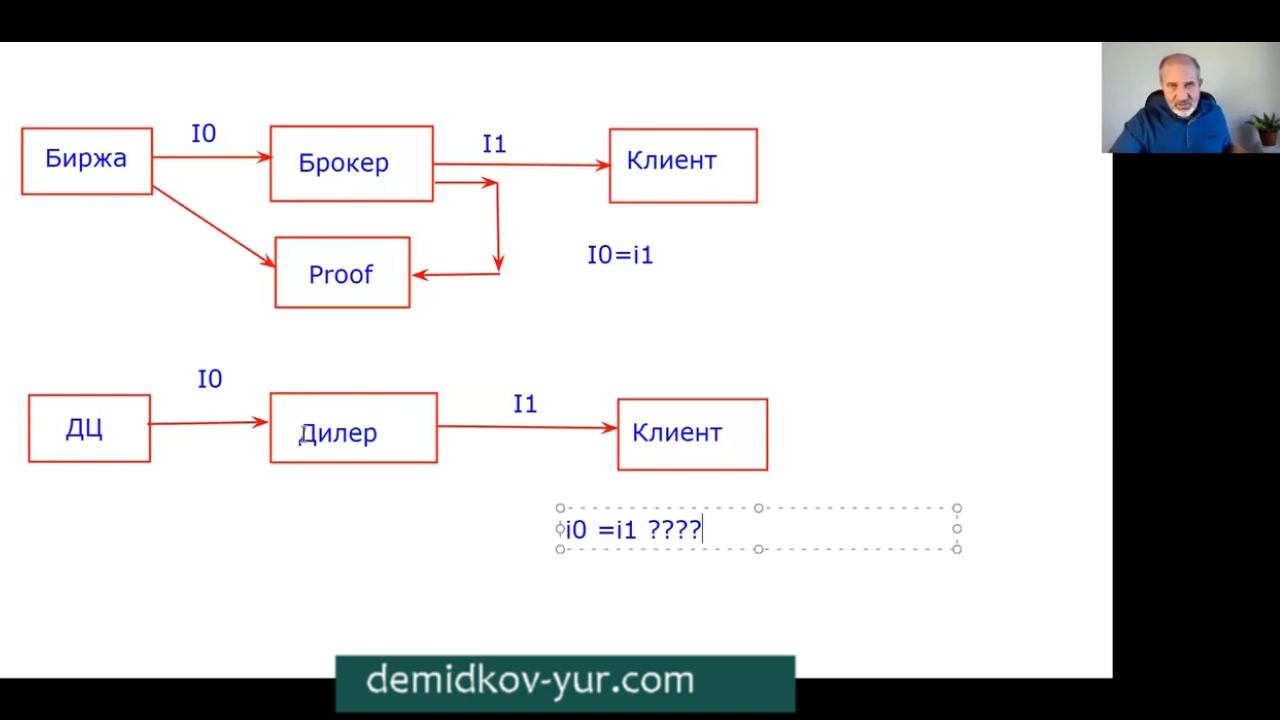 I0
I1
Биржа
Брокер
Клиент
Proof
I0=i1
I0
I1
ДЦ
Дилер
Клиент
i0 =i1 ????
demidkov-yur.com